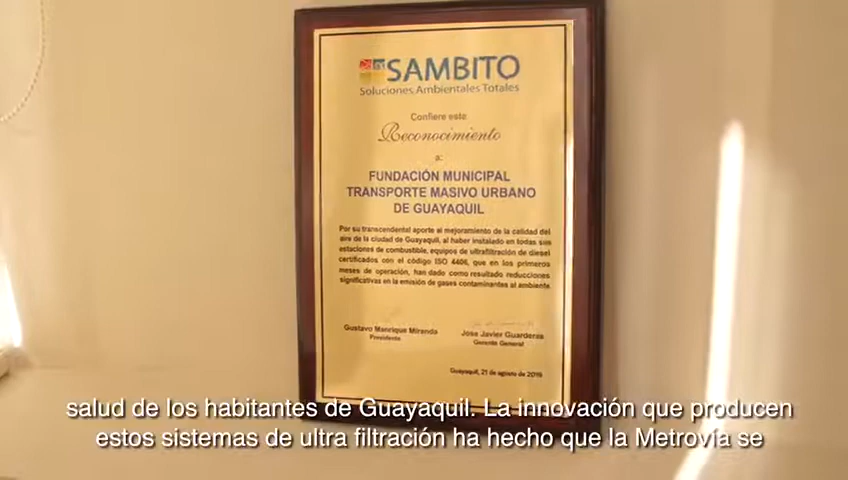 SAMBITO
Soluciones Ambientales Totales
Confiere este
Reconocimiento
a:
FUNDACIÓN MUNICIPAL
TRANSPORTE MASIVO URBANO
DE GUAYAQUIL
Por su transcendental aporte al mejoramiento de la calidad del
aire de la ciudad de Guayaquil, al haber instalado en todas sus
estaciones de combustible, equipos de ultrafiltración de diesel
certificados con el código ISO 4406, que en los primeros
meses de operación, han dado como resultado reducciones
significativas en la emisión de gases contaminantes al ambiente
Gustavo Manrique Miranda
Presidente
Jose Javier Guarderas
Gerente General
Guayaquil, 21 de agosto de 2016
salud de los habitantes de Guayaquil. La innovación que producen
estos sistemas de ultra filtración ha hecho que la Metrovía se